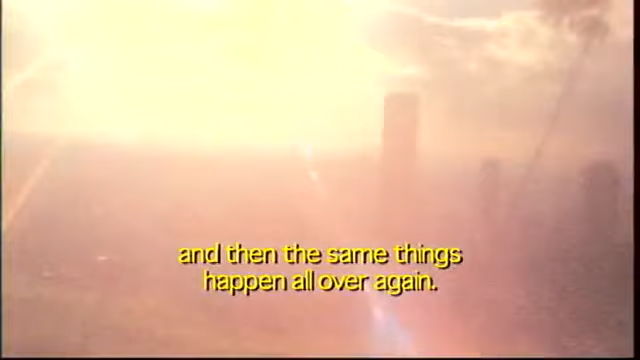 and then the same things
happen all over again.